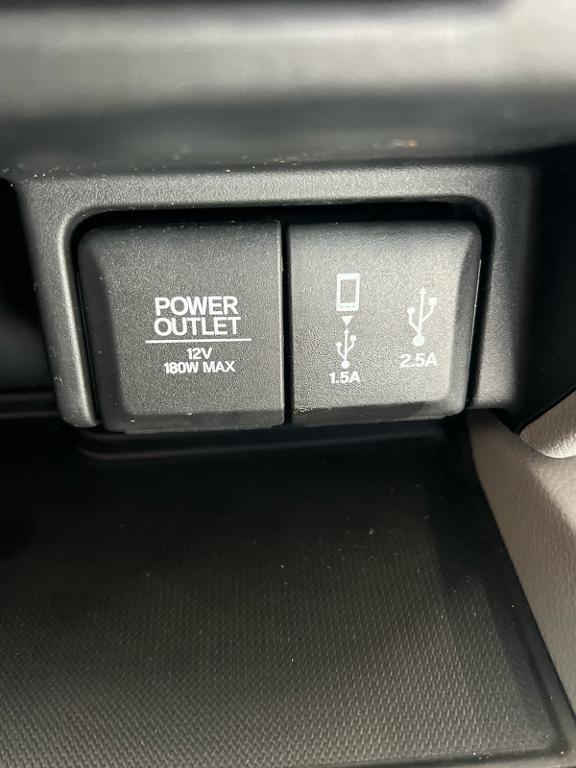 POWER
OUTLET
12V
180W MAX
1.5A
2.5A